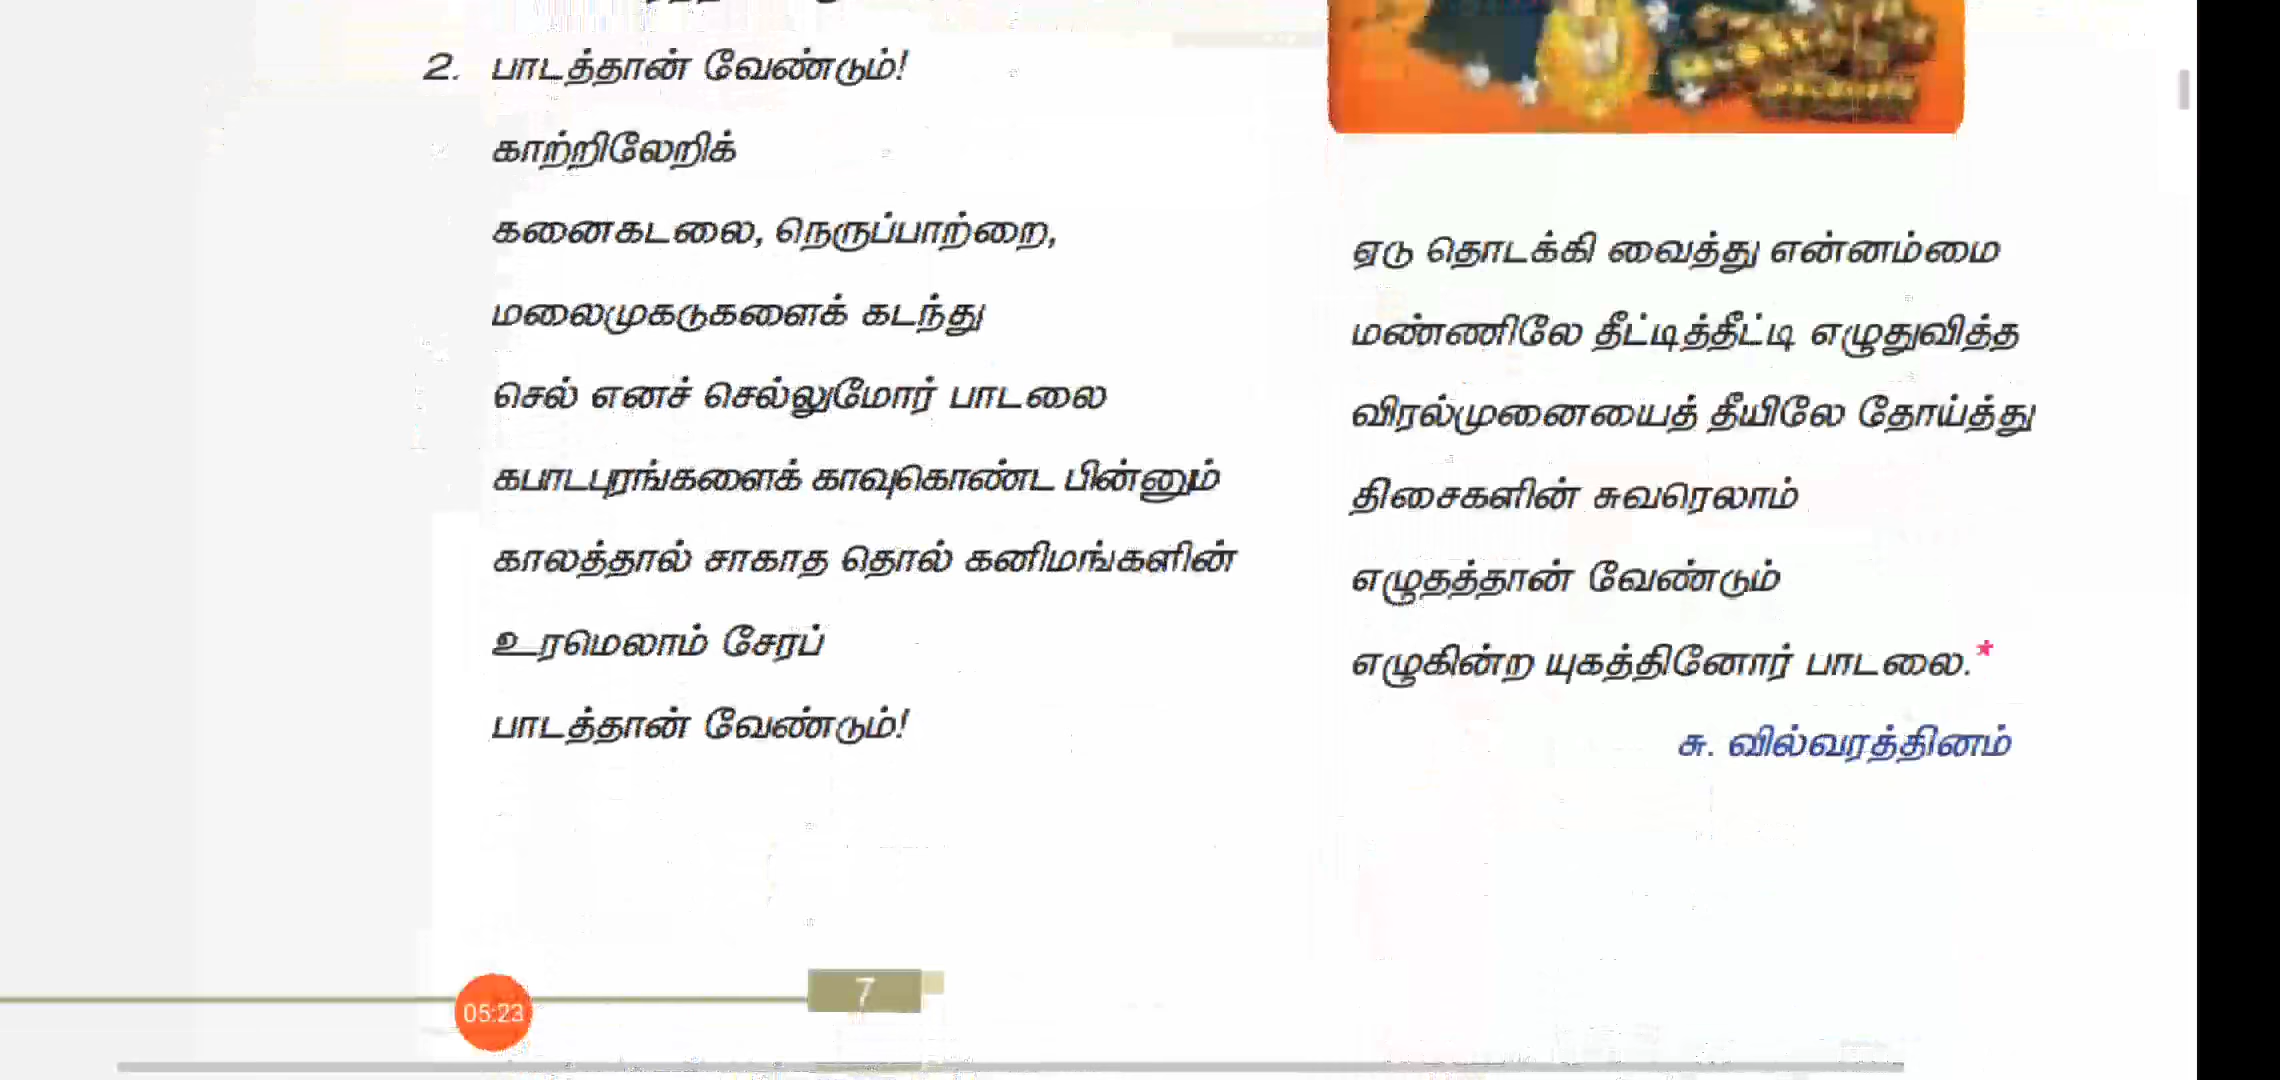 2. பாடத்தான் வேண்டும்!
காற்றிலேறிக்
கனைகடலை, நெருப்பாற்றை,
மலைமுகடுகளைக் கடந்து
செல் எனச் செல்லுமோர் பாடலை
கபாடபுரங்களைக் காவுகொண்ட பின்னும்
காலத்தால் சாகாத தொல் கனிமங்களின்
உரமெலாம் சேரப்
பாடத்தான் வேண்டும்!
ஏடு தொடக்கி வைத்து என்னம்மை
மண்ணிலே தீட்டித்தீட்டி எழுதுவித்த
விரல்முனையைத் தீயிலே தோய்த்து
திசைகளின் சுவரெலாம்
எழுதத்தான் வேண்டும்
எழுகின்ற யுகத்தினோர் பாடலை.*
சு. வில்வரத்தினம்
7
05:23